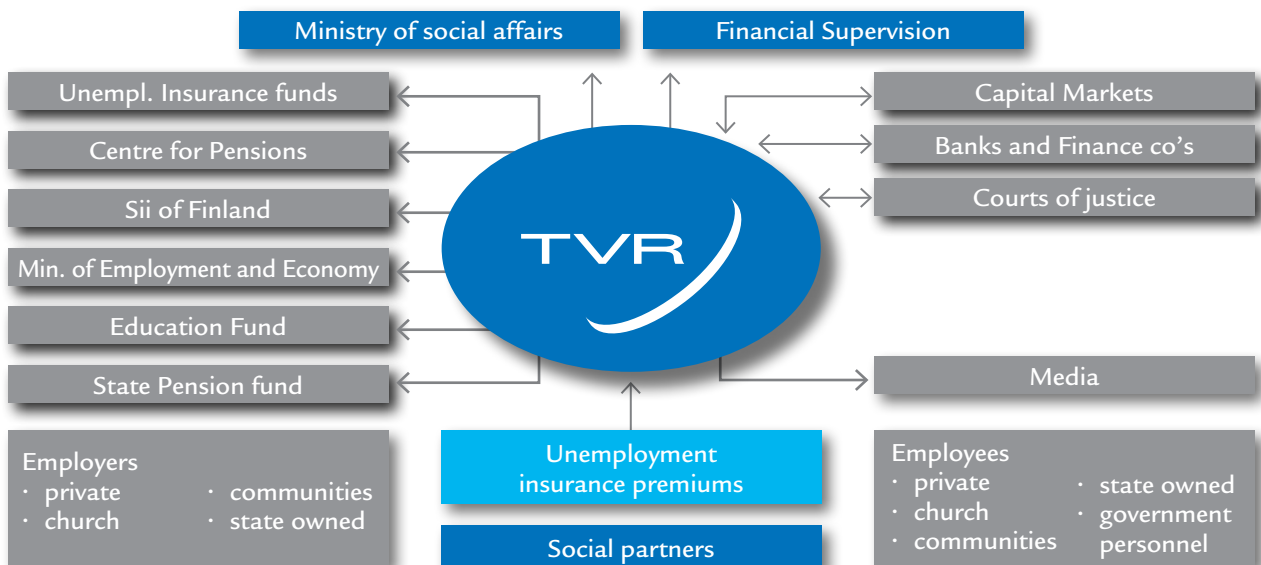 Ministry of social affairs
Financial Supervision
Unempl. Insurance funds
Centre for Pensions
Sii of Finland
Min. of Employment and Economy
Education Fund
State Pension fund
TVR
Capital Markets
Banks and Finance co's
Courts of justice
Media
Employers
· private
· church
· communities
· state owned
Unemployment
insurance premiums
Social partners
Employees
· private
· church
· communities
· state owned
· government
personnel